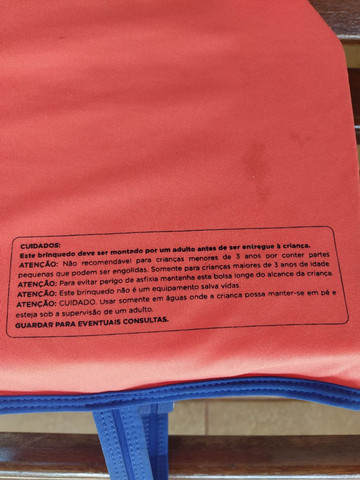 CUIDADOS:
Este brinquedo deve ser montado por um adulto antes de ser entregue à criança.
ATENÇÃO: Não recomendável para crianças menores de 3 anos por conter partes
pequenas que podem ser engolidas. Somente para crianças maiores de 3 anos de idade.
ATENÇÃO: Para evitar perigo de asfixia mantenha esta bolsa longe do alcance da criança.
ATENÇÃO: Este brinquedo não é um equipamento salva vidas.
ATENÇÃO: CUIDADO. Usar somente em águas onde a criança possa manter-se em pé e
esteja sob a supervisão de um adulto.
GUARDAR PARA EVENTUAIS CONSULTAS.